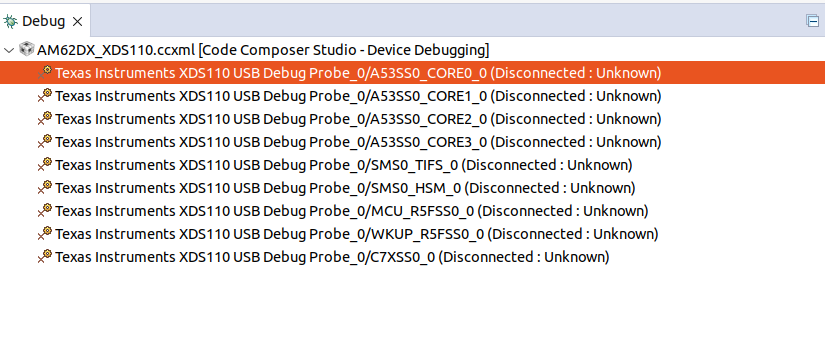 Debug
AM62DX_XDS110.ccxml [Code Composer Studio - Device Debugging]
Texas Instruments XDS110 USB Debug Probe_0/A53SS0_CORE0_0 (Disconnected : Unknown)
Texas Instruments XDS110 USB Debug Probe_0/A53SS0_CORE1_0 (Disconnected : Unknown)
Texas Instruments XDS110 USB Debug Probe_0/A53SS0_CORE2_0 (Disconnected : Unknown)
Texas Instruments XDS110 USB Debug Probe_0/A53SS0_CORE3_0 (Disconnected : Unknown)
Texas Instruments XDS110 USB Debug Probe_0/SMS0_TIFS_0 (Disconnected : Unknown)
Texas Instruments XDS110 USB Debug Probe_0/SMS0_HSM_0 (Disconnected : Unknown)
Texas Instruments XDS110 USB Debug Probe_0/MCU_R5FSS0_0 (Disconnected : Unknown)
Texas Instruments XDS110 USB Debug Probe_0/WKUP_R5FSS0_0 (Disconnected : Unknown)
Texas Instruments XDS110 USB Debug Probe_0/C7XSS0_0 (Disconnected : Unknown)